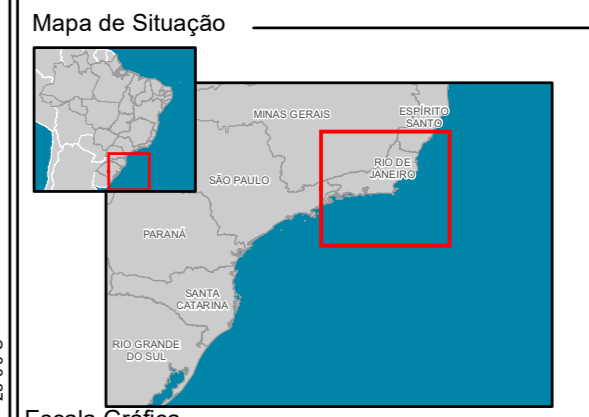 Mapa de Situação
MINAS GERAIS
ESPÍRITO
SANTO
RIO DE
JANEIRO
SÃO PAULO
PARANÁ
SANTA
CATARINA
RIO GRANDE
DO SUL
Escala Gráfica